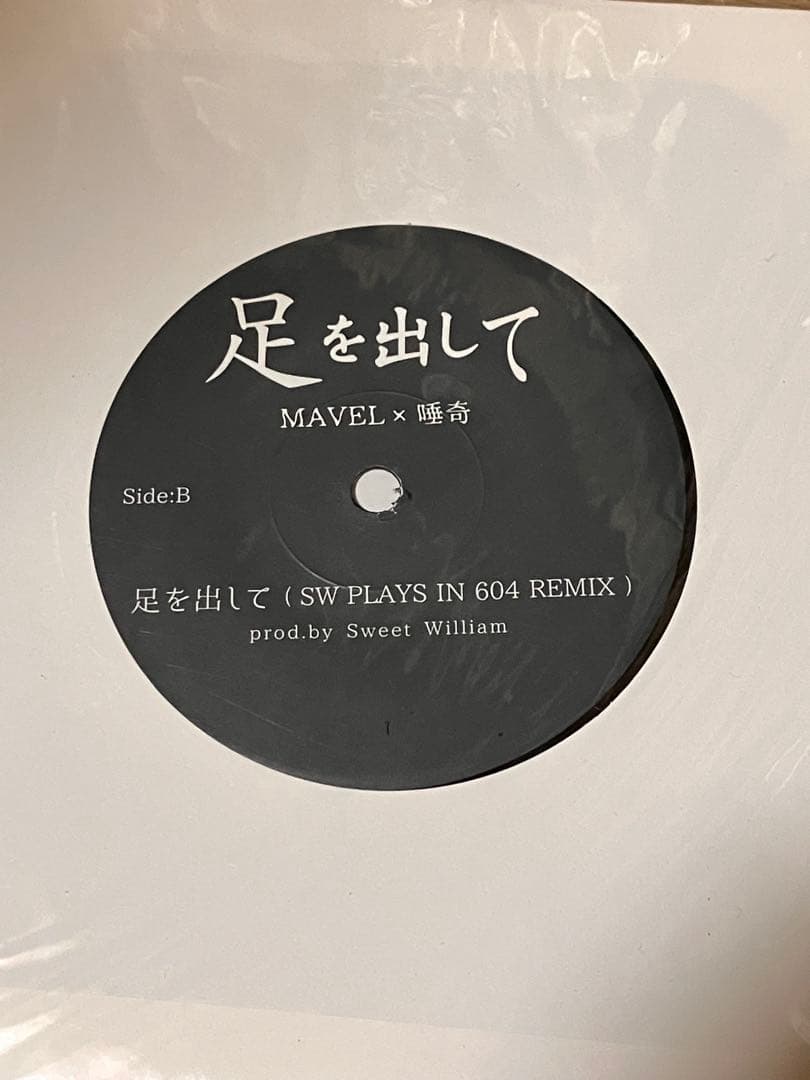 足を出して
MAVEL × 唾奇
Side:B
足を出して ( SW PLAYS IN 604 REMIX )
prod.by Sweet William